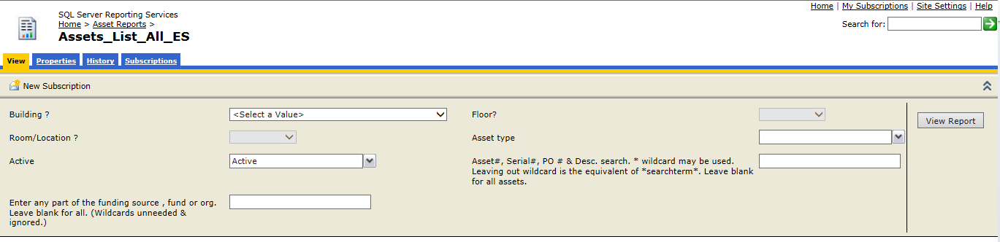 Home | My Subscriptions | Site Settings | Help
SQL Server Reporting Services
Home > Asset Reports >
Search for:
Assets_List_All_ES
View Properties History Subscriptions
New Subscription
Building ? <Select a Value> Floor?
View Report
Room/Location ? Asset type
Active Active Asset#, Serial#, PO # & Desc. search. * wildcard may be used.
Leaving out wildcard is the equivalent of *searchterm*. Leave blank
for all assets.
Enter any part of the funding source , fund or org.
Leave blank for all. (Wildcards unneeded &
ignored.)